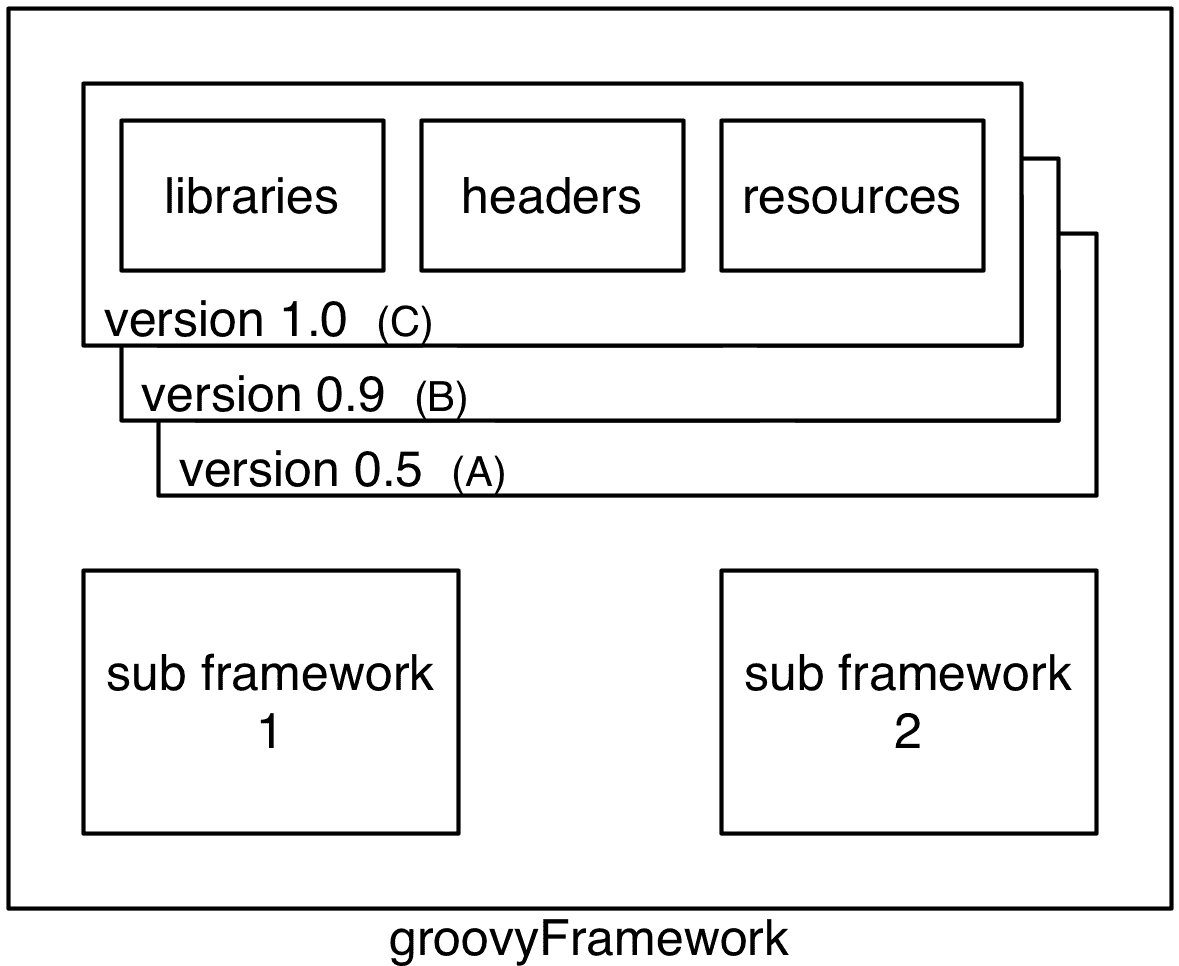 libraries headers resources
version 1.0 (C)
version 0.9 (B)
version 0.5 (A)
sub framework
1
sub framework
2
groovyFramework